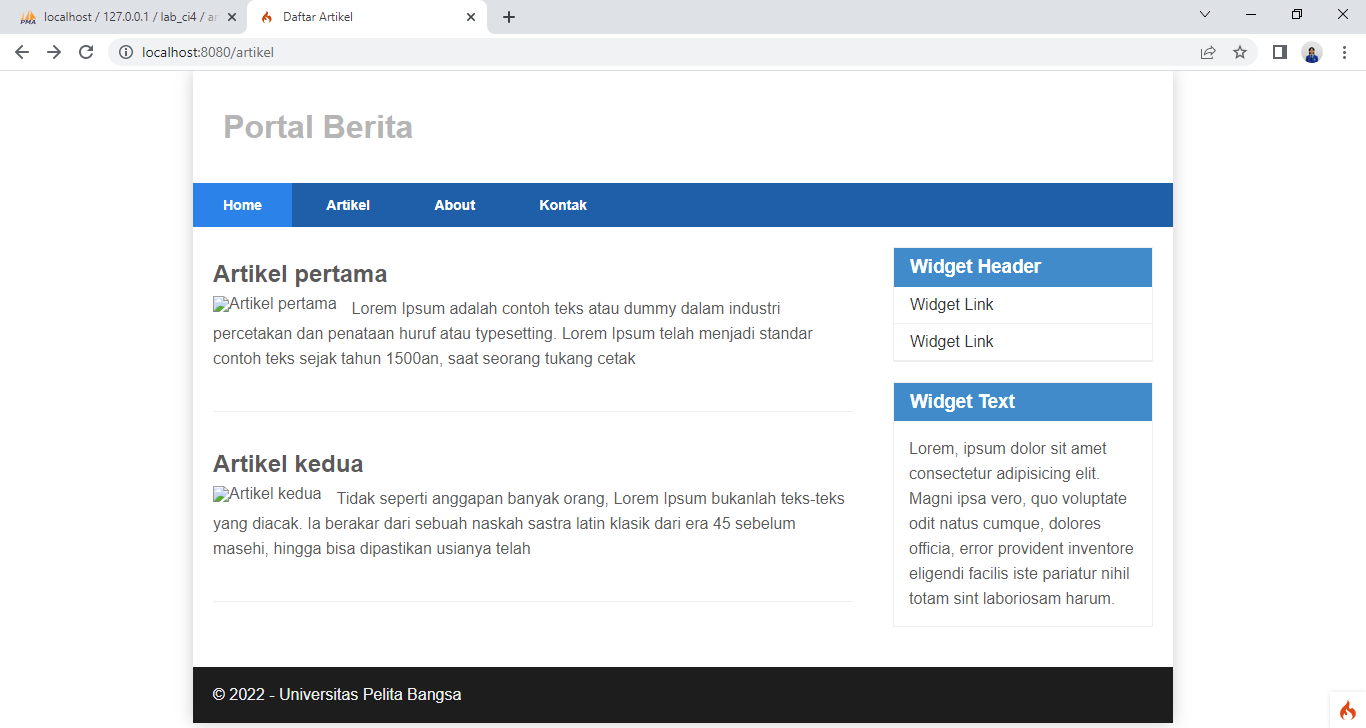 PMA
localhost / 127.0.0.1 / lab_ci4 / ar
Daftar Artikel
localhost:8080/artikel
Portal Berita
Home Artikel About Kontak
Artikel pertama
Artikel pertama Lorem Ipsum adalah contoh teks atau dummy dalam industri
percetakan dan penataan huruf atau typesetting. Lorem Ipsum telah menjadi standar
contoh teks sejak tahun 1500an, saat seorang tukang cetak
Artikel kedua
Artikel kedua Tidak seperti anggapan banyak orang, Lorem Ipsum bukanlah teks-teks
yang diacak. Ia berakar dari sebuah naskah sastra latin klasik dari era 45 sebelum
masehi, hingga bisa dipastikan usianya telah
Widget Header
Widget Link
Widget Link
Widget Text
Lorem, ipsum dolor sit amet
consectetur adipisicing elit.
Magni ipsa vero, quo voluptate
odit natus cumque, dolores
officia, error provident inventore
eligendi facilis iste pariatur nihil
totam sint laboriosam harum.
© 2022 - Universitas Pelita Bangsa